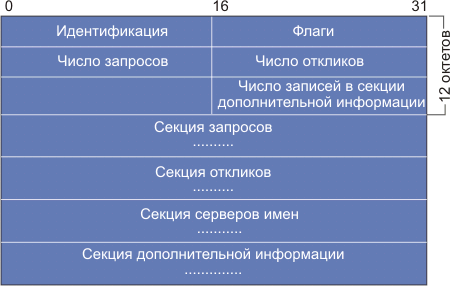 0 16 31
Идентификация Флаги
Число запросов Число откликов
Число записей в секции
дополнительной информации
12 октетов
Секция запросов
..........
Секция откликов
..........
Секция серверов имен
...........
Секция дополнительной информации
..............